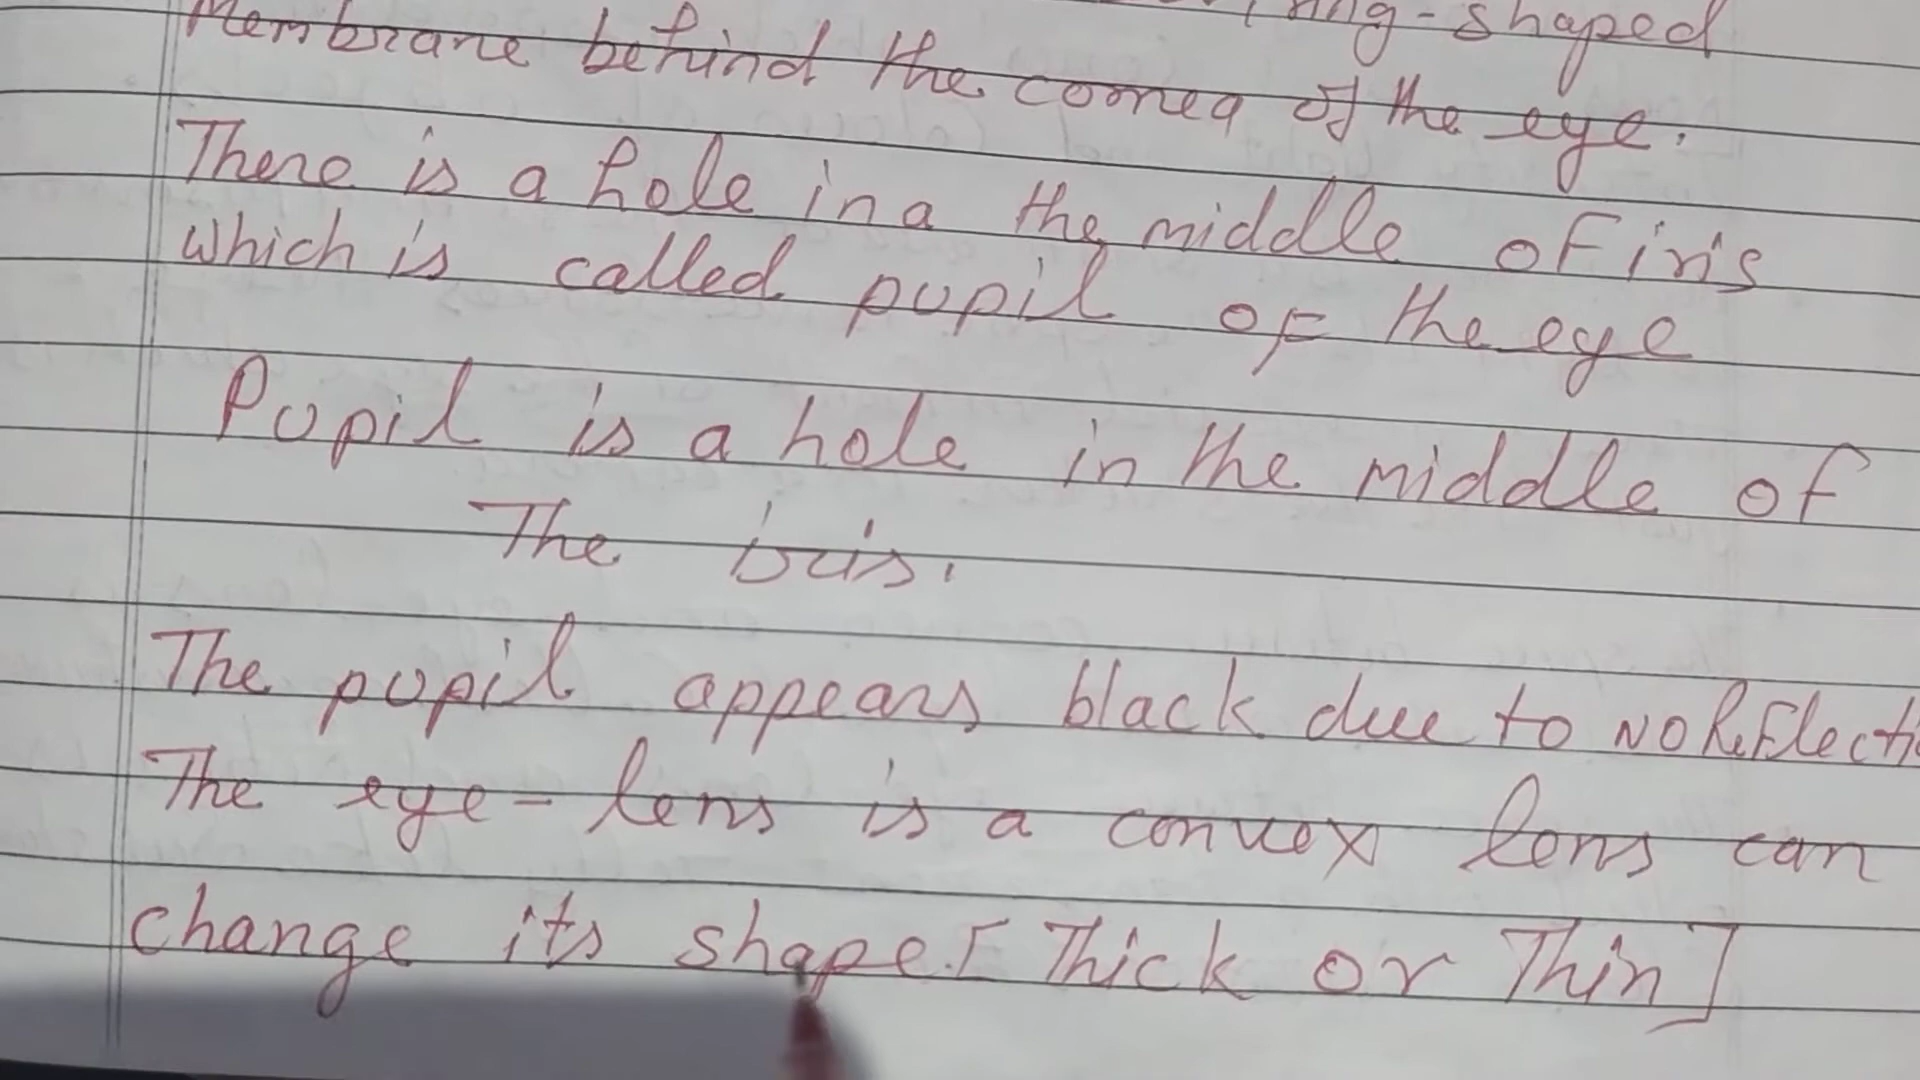 ring-shaped
Membrane behind the cornea of the eye.
There is a hole in a the middle of iris
which is called pupil of the eye
Pupil is a hole in the middle of
The iris.
The pupil appears black due to No Reflecti
The eye-lens is a convex lens can
change its shape.[Thick or Thin]